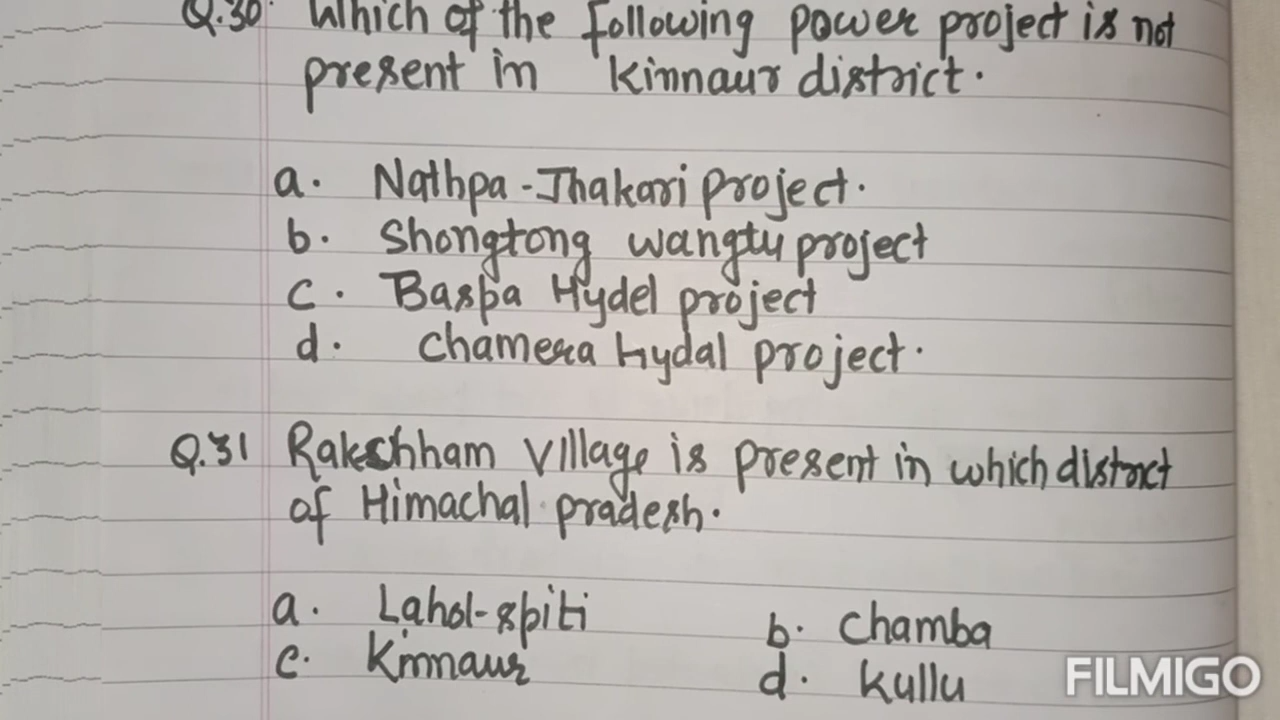 Q.30. Which of the following power project is not
present in kinnaur district.
a. Nathpa-Jhakari project.
b. Shongtong wangtu project
c. Baspa Hydel project
d. Chamera hydal project.
Q.31 Rakchham village is present in which district
of Himachal pradesh.
a. Lahol-spiti
b. Chamba
c. Kinnaur
d. kullu
FILMIGO